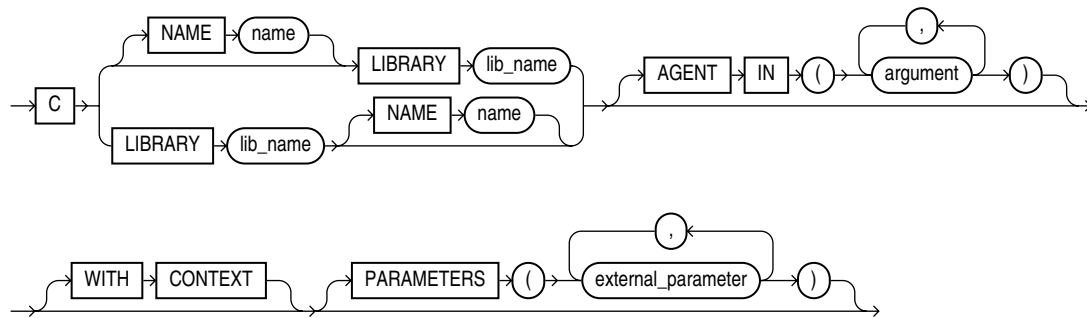 NAME name
LIBRARY lib_name
C
LIBRARY lib_name
NAME name
AGENT IN ( argument , )
WITH CONTEXT
PARAMETERS ( external_parameter , )